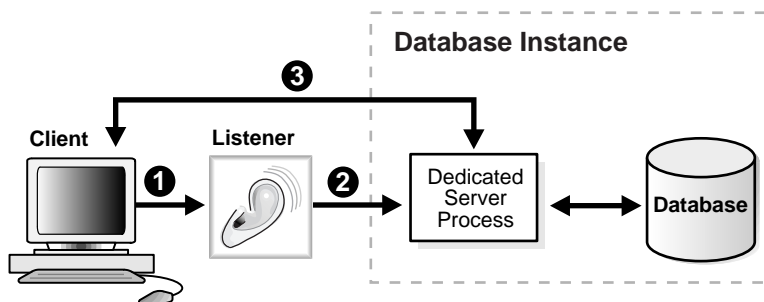 Database Instance
3
Client
Listener
1
2
Dedicated
Server
Process
Database